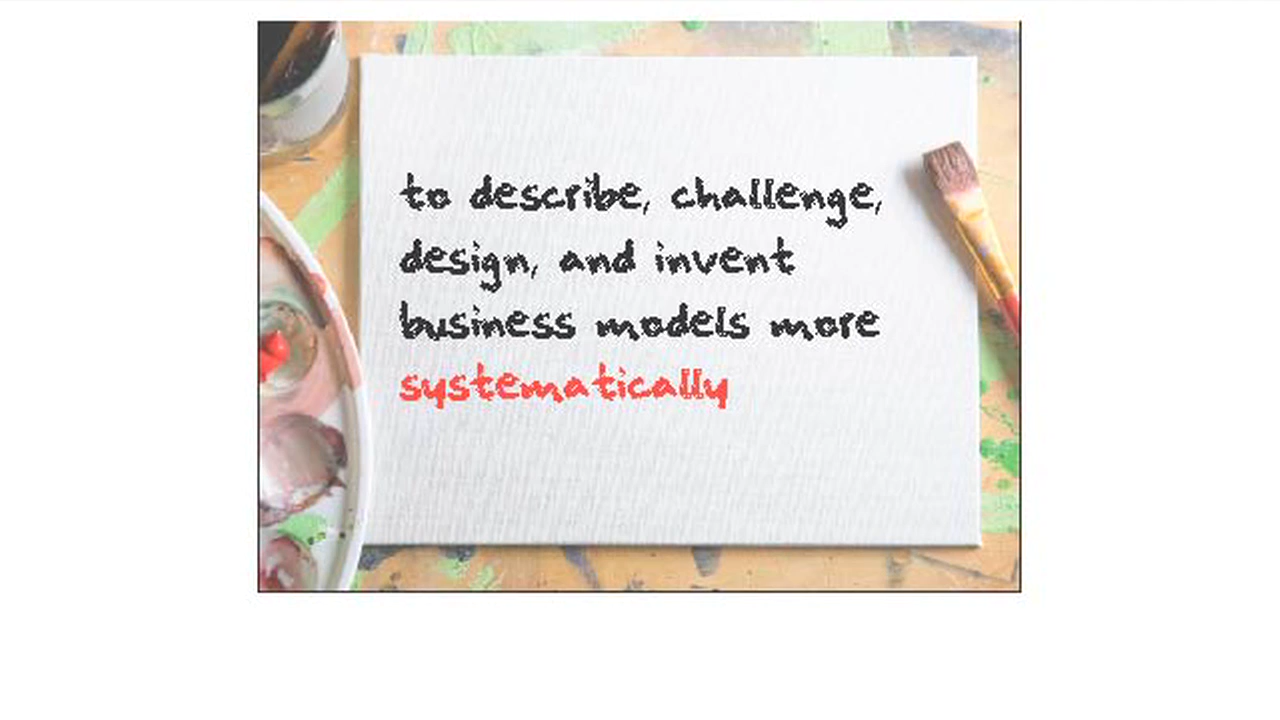 to describe, challenge,
design, and invent
business models more
systematically